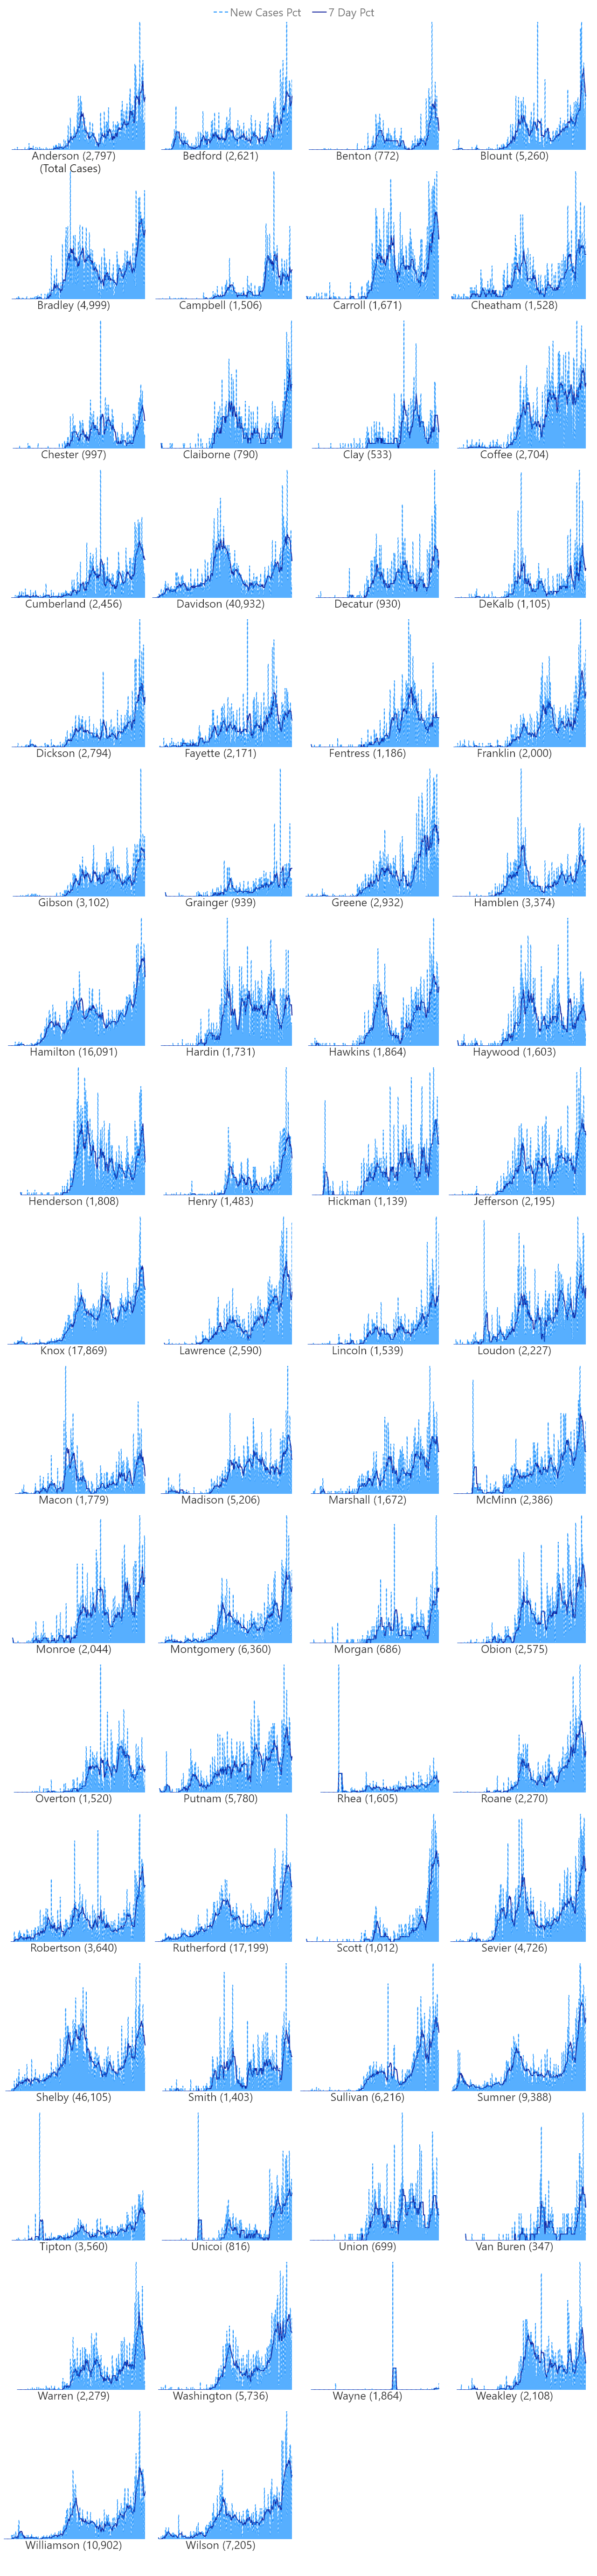 New Cases Pct 7 Day Pct
Anderson (2,797) Bedford (2,621) Benton (772) Blount (5,260)
(Total Cases)
Bradley (4,999) Campbell (1,506) Carroll (1,671) Cheatham (1,528)
Chester (997) Claiborne (790) Clay (533) Coffee (2,704)
Cumberland (2,456) Davidson (40,932) Decatur (930) DeKalb (1,105)
Dickson (2,794) Fayette (2,171) Fentress (1,186) Franklin (2,000)
Gibson (3,102) Grainger (939) Greene (2,932) Hamblen (3,374)
Hamilton (16,091) Hardin (1,731) Hawkins (1,864) Haywood (1,603)
Henderson (1,808) Henry (1,483) Hickman (1,139) Jefferson (2,195)
Knox (17,869) Lawrence (2,590) Lincoln (1,539) Loudon (2,227)
Macon (1,779) Madison (5,206) Marshall (1,672) McMinn (2,386)
Monroe (2,044) Montgomery (6,360) Morgan (686) Obion (2,575)
Overton (1,520) Putnam (5,780) Rhea (1,605) Roane (2,270)
Robertson (3,640) Rutherford (17,199) Scott (1,012) Sevier (4,726)
Shelby (46,105) Smith (1,403) Sullivan (6,216) Sumner (9,388)
Tipton (3,560) Unicoi (816) Union (699) Van Buren (347)
Warren (2,279) Washington (5,736) Wayne (1,864) Weakley (2,108)
Williamson (10,902) Wilson (7,205)